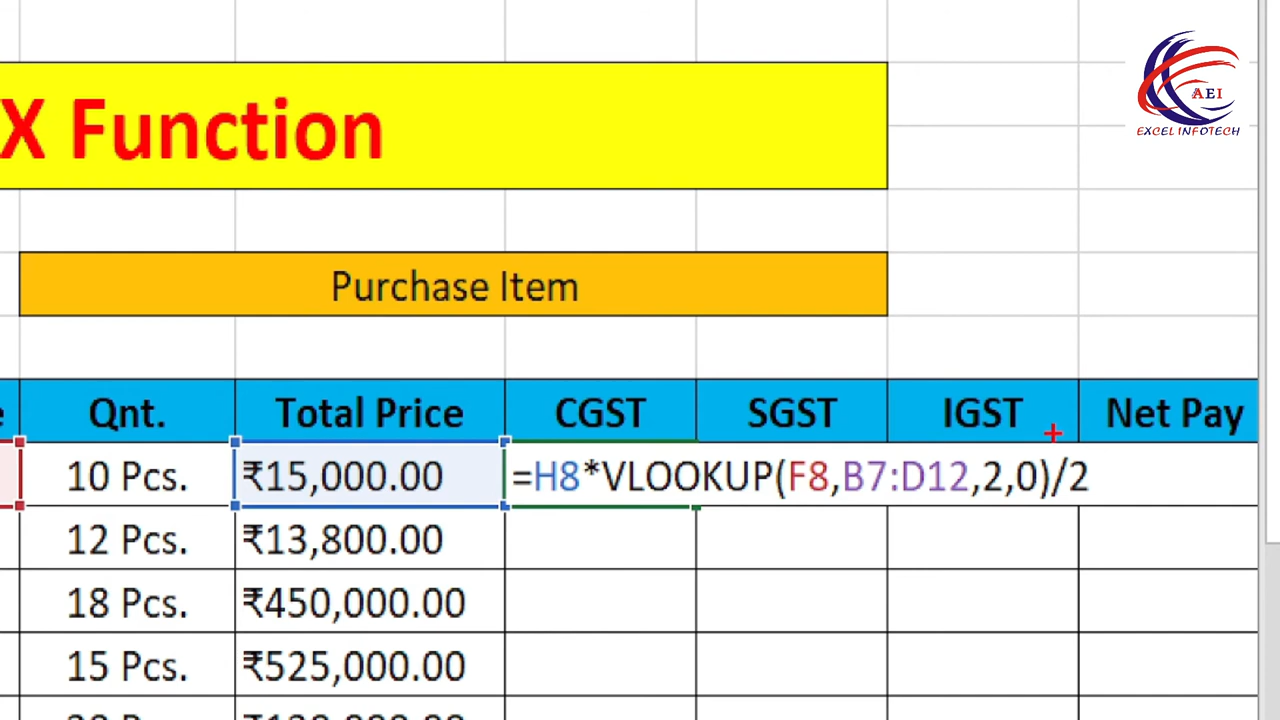 AEI
EXCEL INFOTECH
X Function
Purchase Item
Qnt. Total Price CGST SGST IGST Net Pay
10 Pcs. ₹15,000.00 =H8*VLOOKUP(F8,B7:D12,2,0)/2
12 Pcs. ₹13,800.00
18 Pcs. ₹450,000.00
15 Pcs. ₹525,000.00